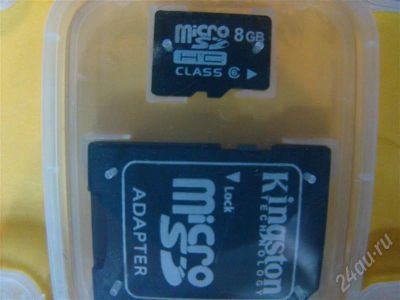 micro
SD
HC
8GB
CLASS 6
Kingston
TECHNOLOGY
Lock
micro
SD
ADAPTER
24au.ru